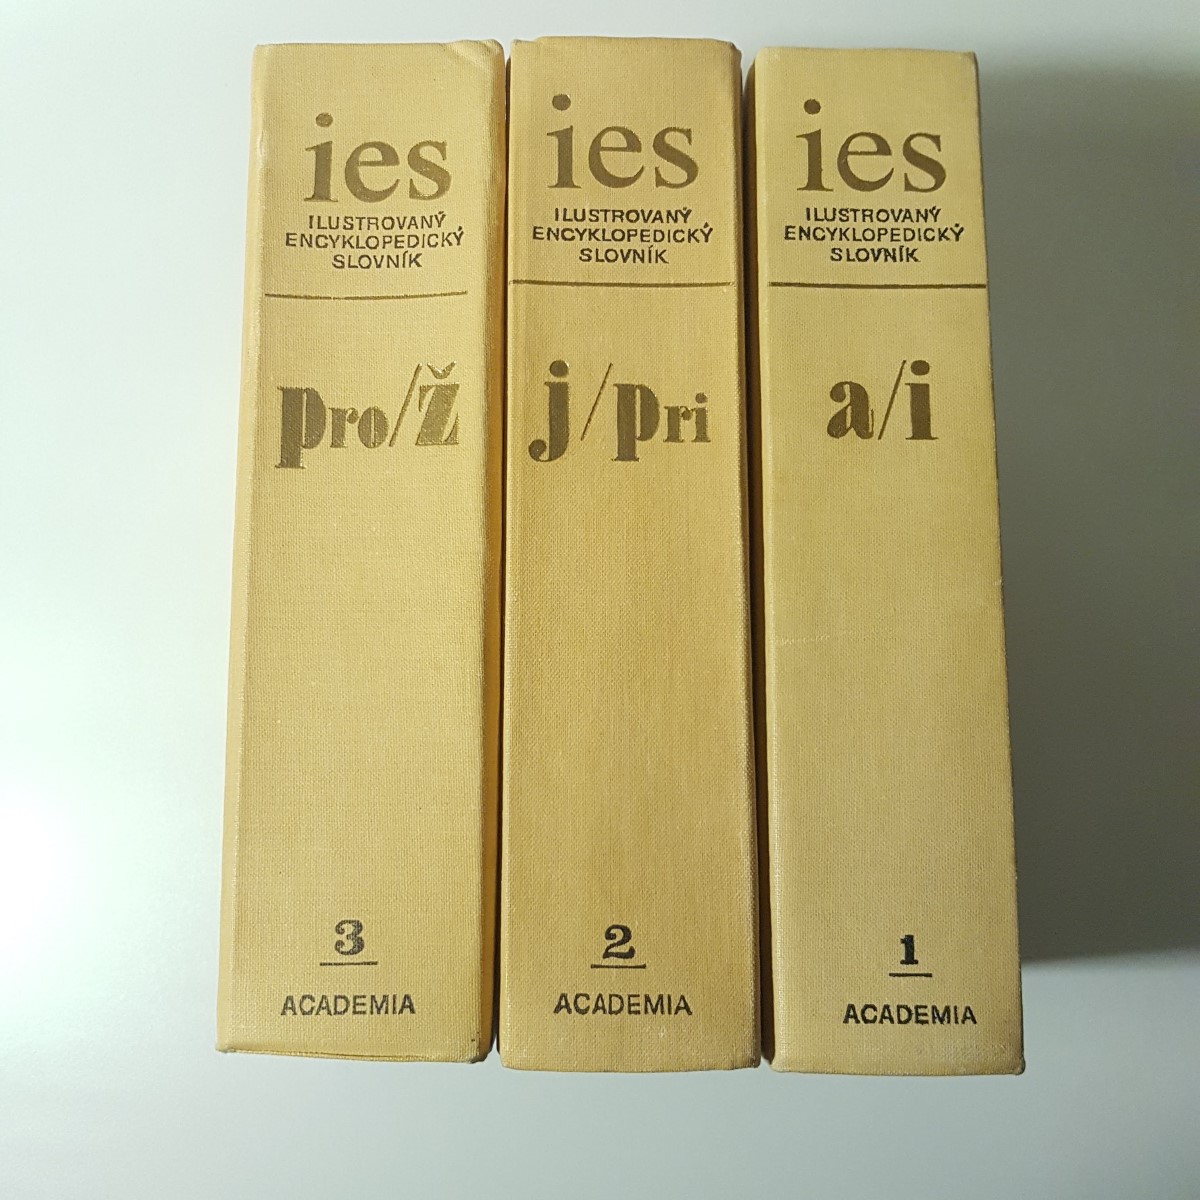 ies
ILUSTROVANÝ
ENCYKLOPEDICKÝ
SLOVNÍK
pro/ž
3
ACADEMIA
ies
ILUSTROVANÝ
ENCYKLOPEDICKÝ
SLOVNÍK
j/pri
2
ACADEMIA
ies
ILUSTROVANÝ
ENCYKLOPEDICKÝ
SLOVNÍK
a/i
1
ACADEMIA